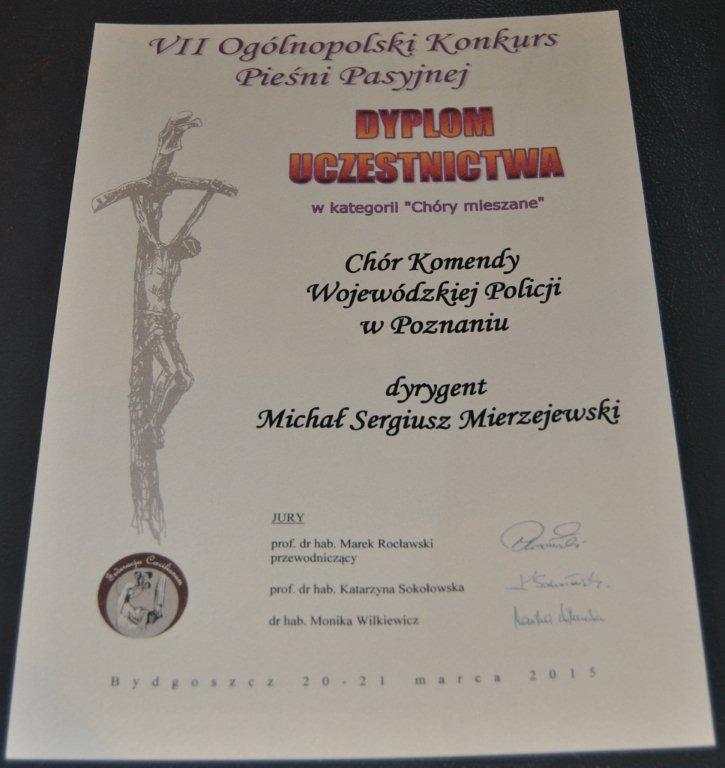 VII Ogólnopolski Konkurs
Pieśni Pasyjnej
DYPLOM
UCZESTNICTWA
w kategorii "Chóry mieszane"
Chór Komendy
Wojewódzkiej Policji
w Poznaniu
dyrygent
Michał Sergiusz Mierzejewski
JURY
prof. dr hab. Marek Rocławski
przewodniczący
prof. dr hab. Katarzyna Sokołowska
dr hab. Monika Wilkiewicz
Bydgoszcz 20-21 marca 2015